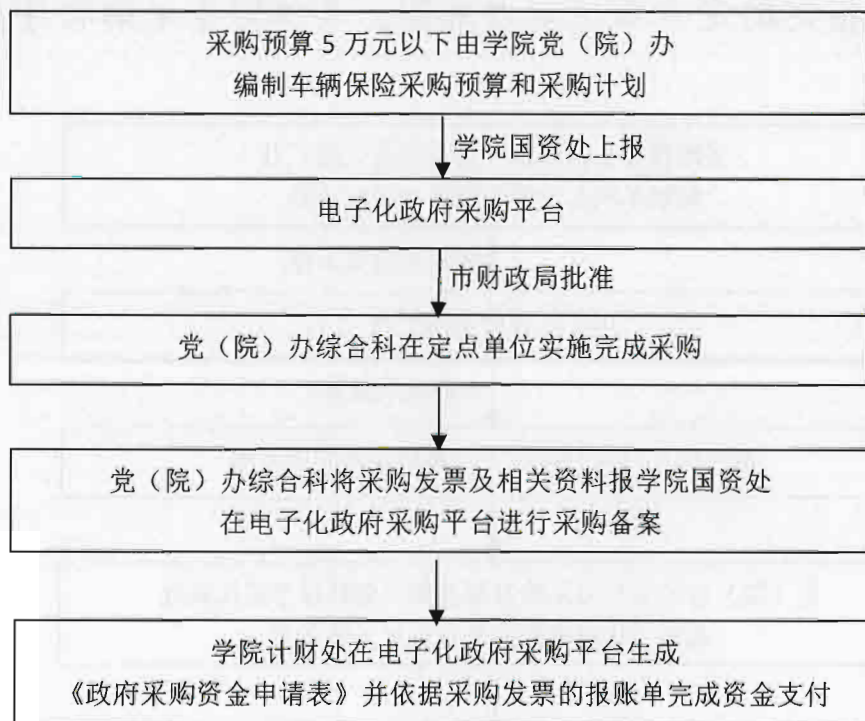 采购预算5万元以下由学院党（院）办
编制车辆保险采购预算和采购计划
学院国资处上报
电子化政府采购平台
市财政局批准
党（院）办综合科在定点单位实施完成采购
党（院）办综合科将采购发票及相关资料报学院国资处
在电子化政府采购平台进行采购备案
学院计财处在电子化政府采购平台生成
《政府采购资金申请表》并依据采购发票的报账单完成资金支付